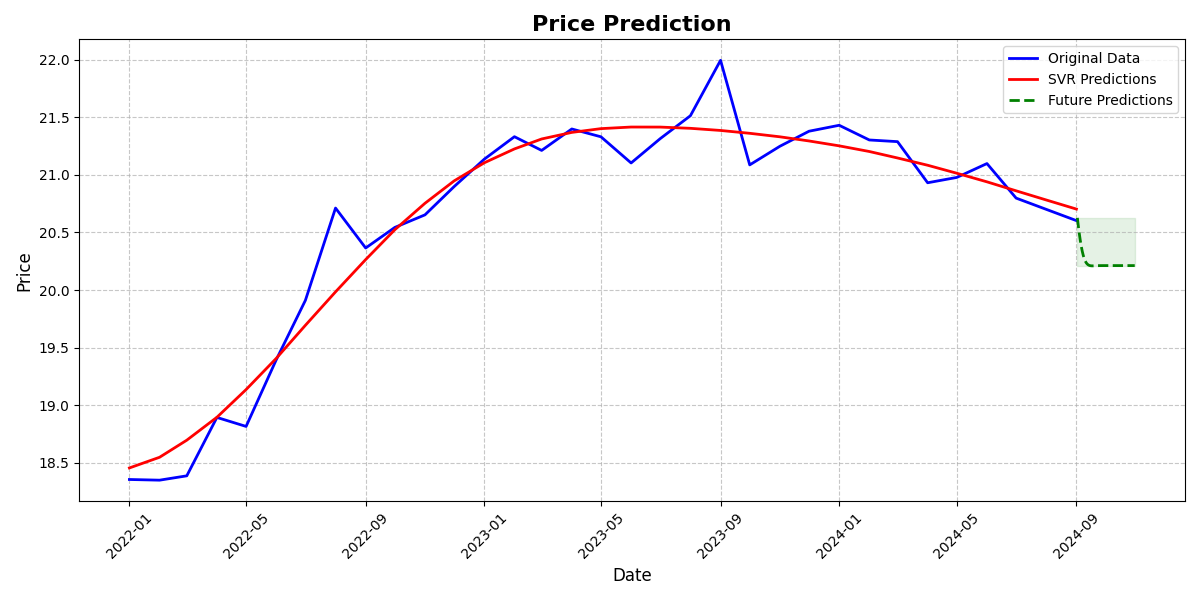 Price Prediction
Original Data
SVR Predictions
Future Predictions
Price
22.0
21.5
21.0
20.5
20.0
19.5
19.0
18.5
2022-01
2022-05
2022-09
2023-01
2023-05
2023-09
2024-01
2024-05
2024-09
Date